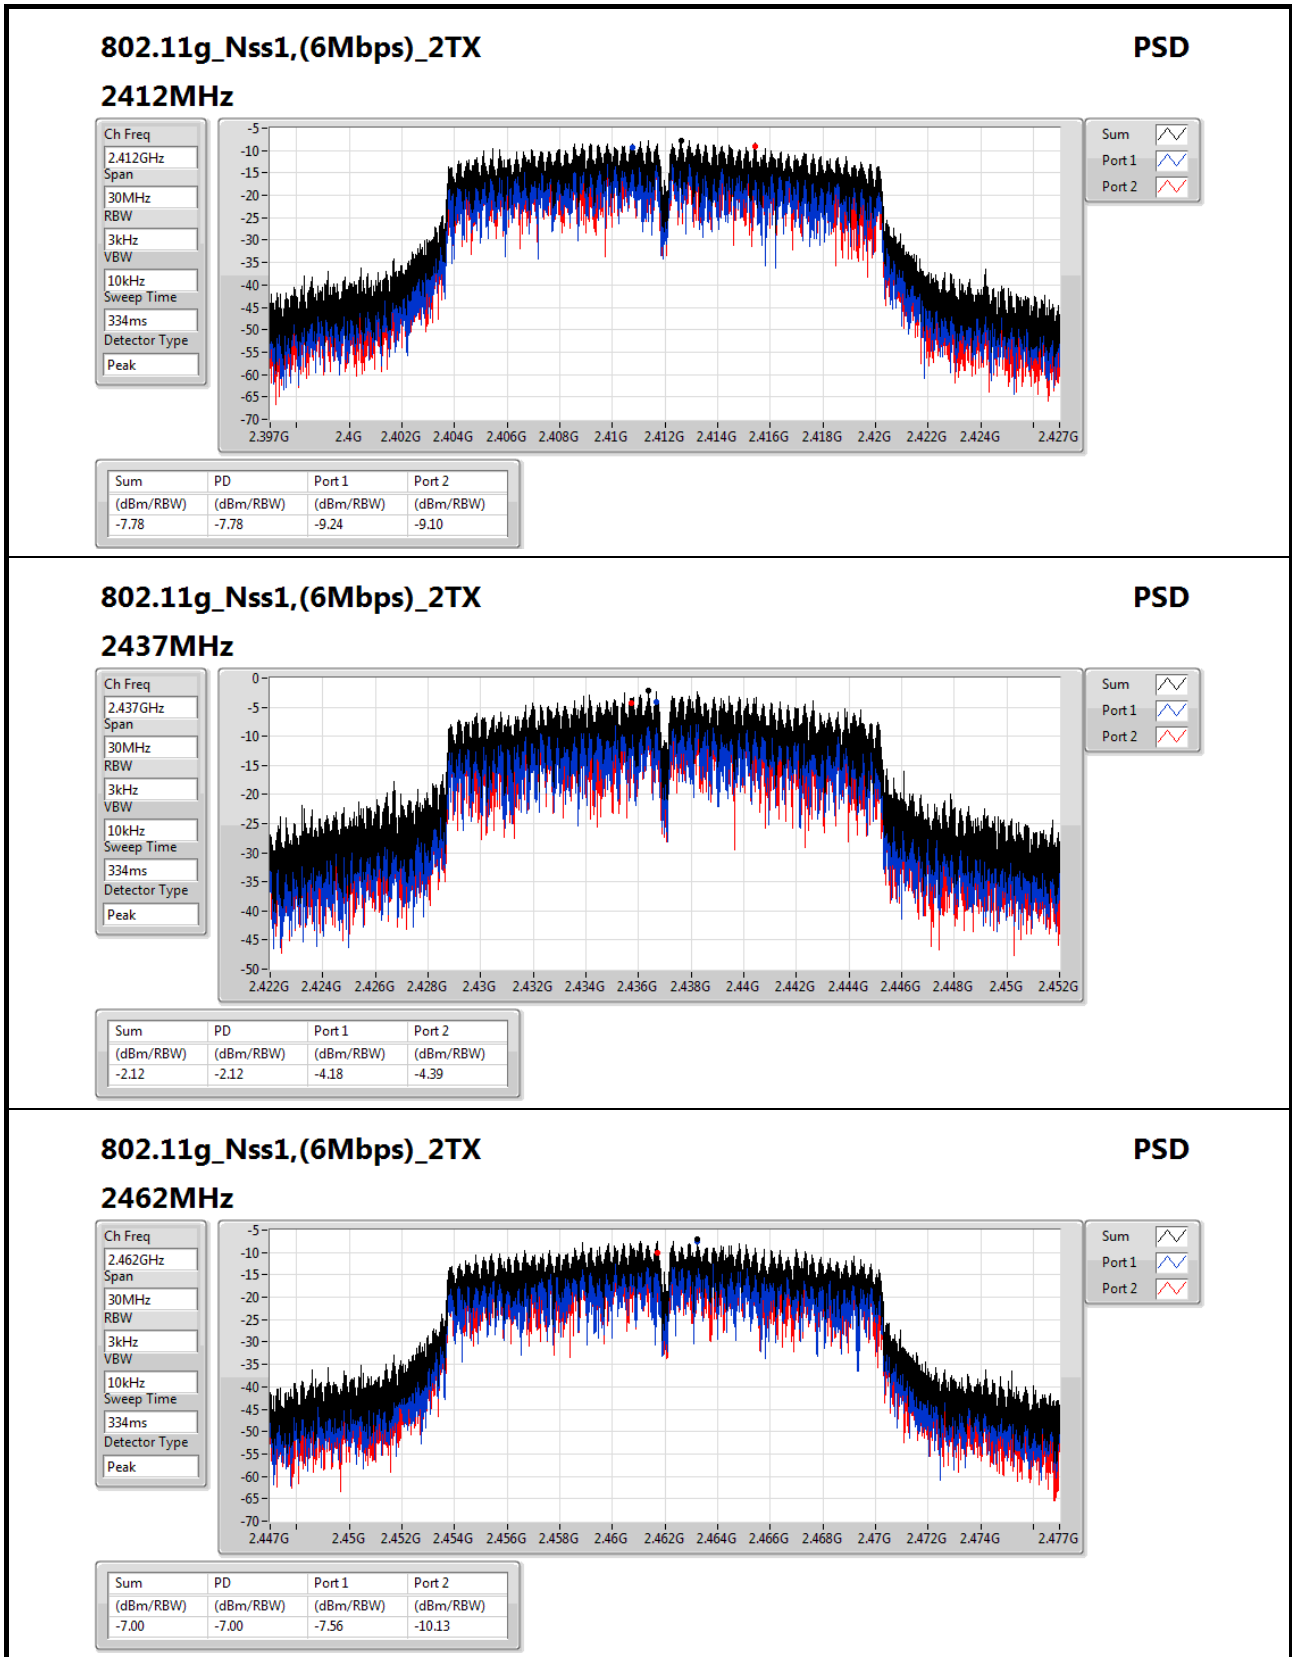 802.11g_Nss1,(6Mbps)_2TX PSD
2412MHz
Ch Freq
2.412GHz
Span
30MHz
RBW
3kHz
VBW
10kHz
Sweep Time
334ms
Detector Type
Peak
-5
-10
-15
-20
-25
-30
-35
-40
-45
-50
-55
-60
-65
-70
2.397G 2.4G 2.402G 2.404G 2.406G 2.408G 2.41G 2.412G 2.414G 2.416G 2.418G 2.42G 2.422G 2.424G 2.427G
Sum
Port 1
Port 2
Sum PD Port 1 Port 2
(dBm/RBW) (dBm/RBW) (dBm/RBW) (dBm/RBW)
-7.78 -7.78 -9.24 -9.10
802.11g_Nss1,(6Mbps)_2TX PSD
2437MHz
Ch Freq
2.437GHz
Span
30MHz
RBW
3kHz
VBW
10kHz
Sweep Time
334ms
Detector Type
Peak
0
-5
-10
-15
-20
-25
-30
-35
-40
-45
-50
2.422G 2.424G 2.426G 2.428G 2.43G 2.432G 2.434G 2.436G 2.438G 2.44G 2.442G 2.444G 2.446G 2.448G 2.45G 2.452G
Sum
Port 1
Port 2
Sum PD Port 1 Port 2
(dBm/RBW) (dBm/RBW) (dBm/RBW) (dBm/RBW)
-2.12 -2.12 -4.18 -4.39
802.11g_Nss1,(6Mbps)_2TX PSD
2462MHz
Ch Freq
2.462GHz
Span
30MHz
RBW
3kHz
VBW
10kHz
Sweep Time
334ms
Detector Type
Peak
-5
-10
-15
-20
-25
-30
-35
-40
-45
-50
-55
-60
-65
-70
2.447G 2.45G 2.452G 2.454G 2.456G 2.458G 2.46G 2.462G 2.464G 2.466G 2.468G 2.47G 2.472G 2.474G 2.477G
Sum
Port 1
Port 2
Sum PD Port 1 Port 2
(dBm/RBW) (dBm/RBW) (dBm/RBW) (dBm/RBW)
-7.00 -7.00 -7.56 -10.13